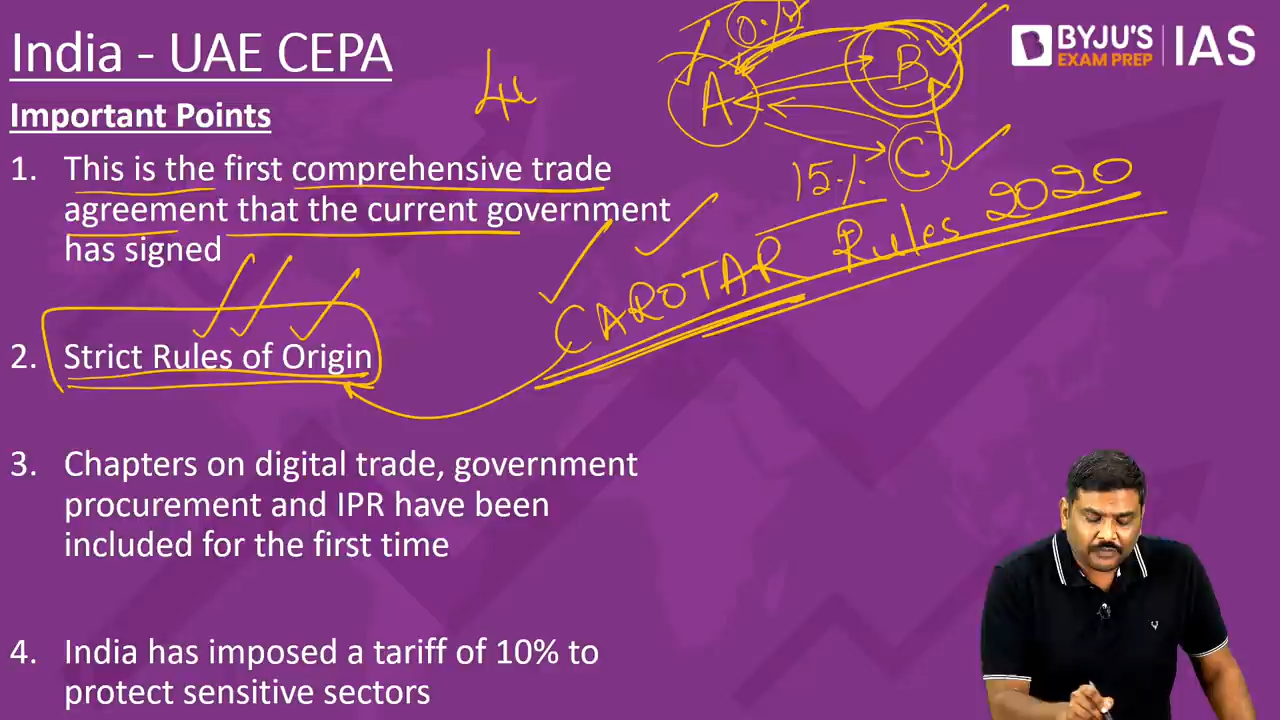 India - UAE CEPA
BYJU'S
EXAM PREP
IAS
Important Points
1. This is the first comprehensive trade
agreement that the current government
has signed
2. Strict Rules of Origin
3. Chapters on digital trade, government
procurement and IPR have been
included for the first time
4. India has imposed a tariff of 10% to
protect sensitive sectors
0%
A
B
C
15%
CAROTAR Rules 2020